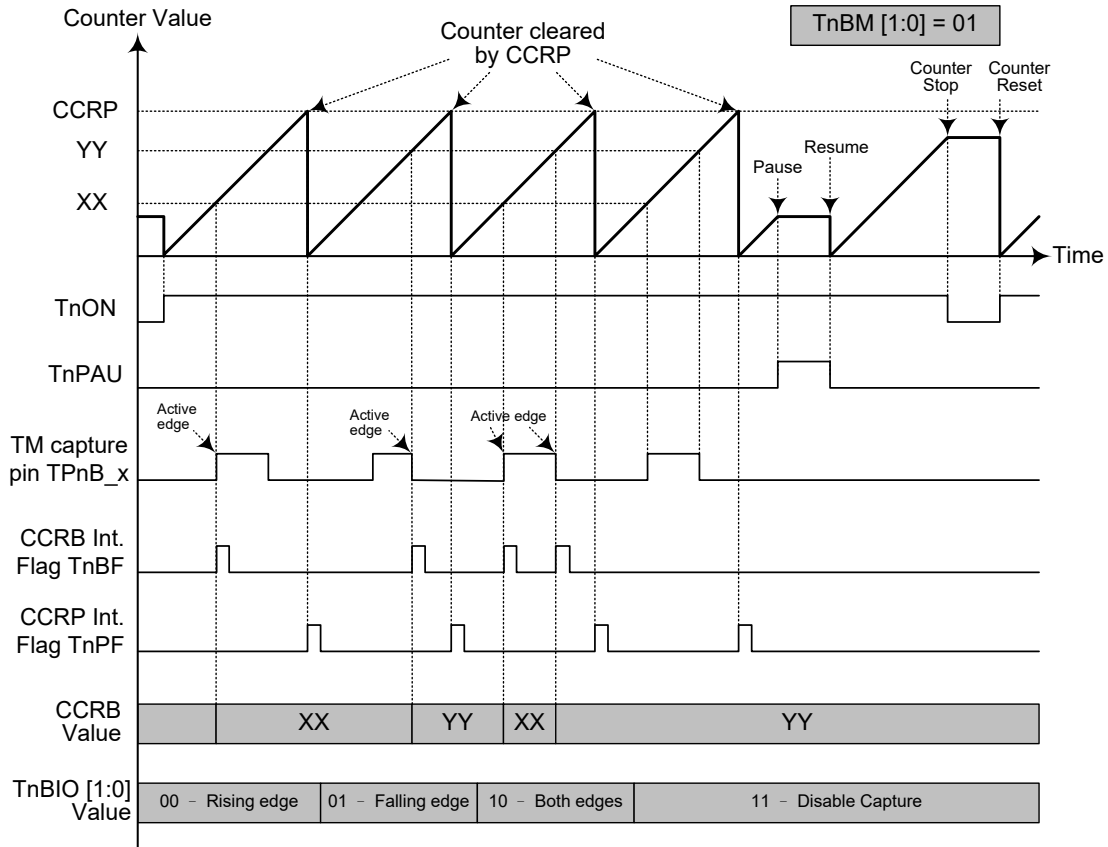 Counter Value
TnBM [1:0] = 01
Counter cleared
by CCRP
Counter
Stop
Counter
Reset
CCRP
YY
XX
Pause
Resume
Time
TnON
TnPAU
Active
edge
Active
edge
Active edge
TM capture
pin TPnB_x
CCRB Int.
Flag TnBF
CCRP Int.
Flag TnPF
CCRB
Value
XX
YY
XX
YY
TnBIO [1:0]
Value
00 - Rising edge
01 - Falling edge
10 - Both edges
11 - Disable Capture